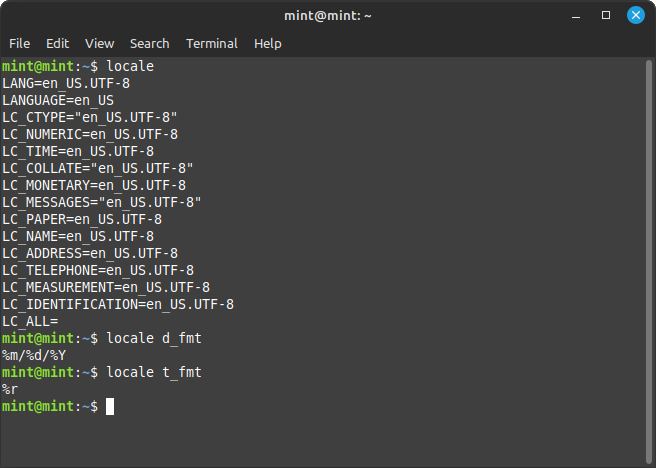 mint@mint: ~
File Edit View Search Terminal Help
mint@mint:~$ locale
LANG=en_US.UTF-8
LANGUAGE=en_US
LC_CTYPE="en_US.UTF-8"
LC_NUMERIC=en_US.UTF-8
LC_TIME=en_US.UTF-8
LC_COLLATE="en_US.UTF-8"
LC_MONETARY=en_US.UTF-8
LC_MESSAGES="en_US.UTF-8"
LC_PAPER=en_US.UTF-8
LC_NAME=en_US.UTF-8
LC_ADDRESS=en_US.UTF-8
LC_TELEPHONE=en_US.UTF-8
LC_MEASUREMENT=en_US.UTF-8
LC_IDENTIFICATION=en_US.UTF-8
LC_ALL=
mint@mint:~$ locale d_fmt
%m/%d/%Y
mint@mint:~$ locale t_fmt
%r
mint@mint:~$